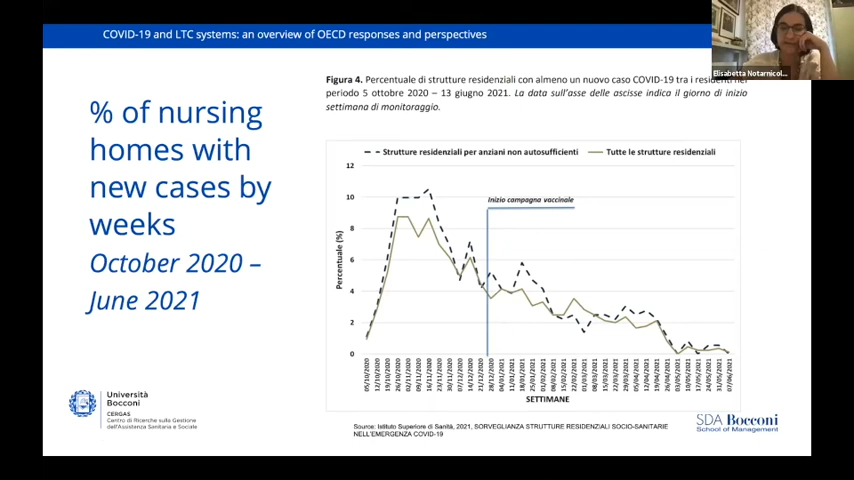 COVID-19 and LTC systems: an overview of OECD responses and perspectives
Elisabetta Notarnicol...
% of nursing
homes with
new cases by
weeks
October 2020 –
June 2021
Figura 4. Percentuale di strutture residenziali con almeno un nuovo caso COVID-19 tra i residenti nel
periodo 5 ottobre 2020 – 13 giugno 2021. La data sull'asse delle ascisse indica il giorno di inizio
settimana di monitoraggio.
Strutture residenziali per anziani non autosufficienti
Tutte le strutture residenziali
Inizio campagna vaccinale
Percentuale (%)
12
10
8
6
4
2
0
05/10/2020
12/10/2020
19/10/2020
26/10/2020
02/11/2020
09/11/2020
16/11/2020
23/11/2020
30/11/2020
07/12/2020
14/12/2020
21/12/2020
28/12/2020
04/01/2021
11/01/2021
18/01/2021
25/01/2021
01/02/2021
08/02/2021
15/02/2021
22/02/2021
01/03/2021
08/03/2021
15/03/2021
22/03/2021
29/03/2021
05/04/2021
12/04/2021
19/04/2021
26/04/2021
03/05/2021
10/05/2021
17/05/2021
24/05/2021
31/05/2021
07/06/2021
SETTIMANE
Università
Bocconi
CERGAS
Centro di Ricerche sulla Gestione
dell'Assistenza Sanitaria e Sociale
Source: Istituto Superiore di Sanità, 2021, SORVEGLIANZA STRUTTURE RESIDENZIALI SOCIO-SANITARIE
NELL'EMERGENZA COVID-19
SDA Bocconi
School of Management